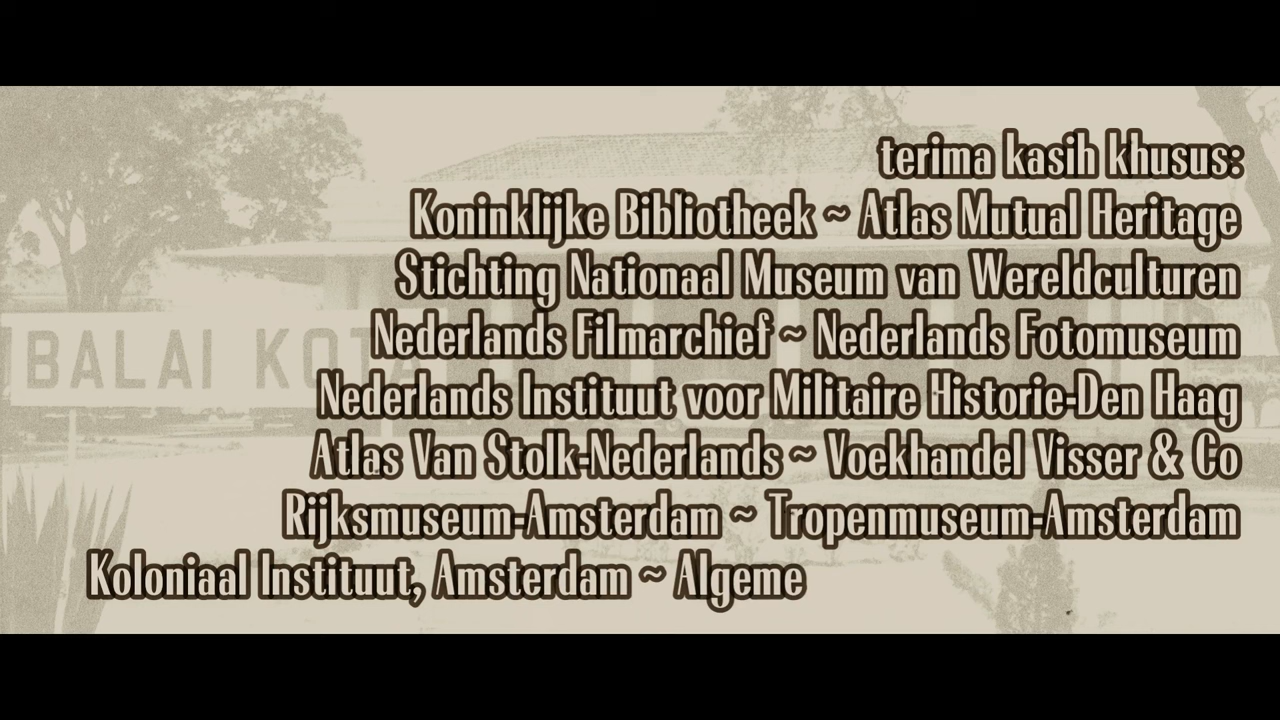 terima kasih khusus:
Koninklijke Bibliotheek ~ Atlas Mutual Heritage
Stichting Nationaal Museum van Wereldculturen
Nederlands Filmarchief ~ Nederlands Fotomuseum
BALAI KOT
Nederlands Instituut voor Militaire Historie-Den Haag
Atlas Van Stolk-Nederlands ~ Voekhandel Visser & Co
Rijksmuseum-Amsterdam ~ Tropenmuseum-Amsterdam
Koloniaal Instituut, Amsterdam ~ Algeme